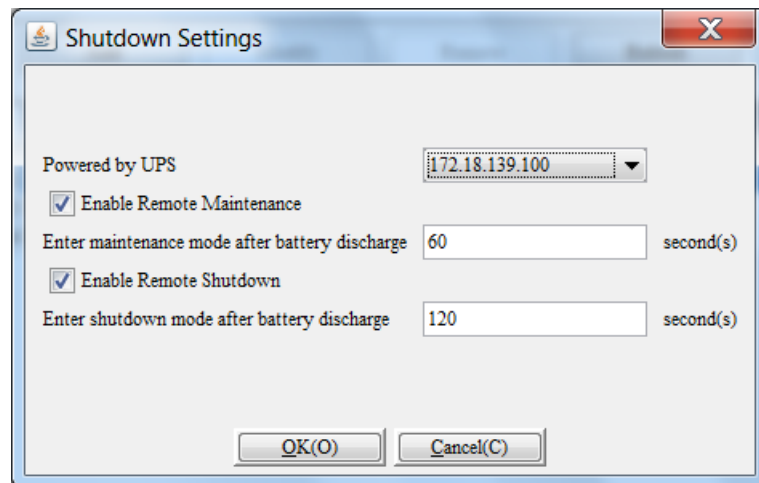 Shutdown Settings
Powered by UPS 172.18.139.100
Enable Remote Maintenance
Enter maintenance mode after battery discharge 60 second(s)
Enable Remote Shutdown
Enter shutdown mode after battery discharge 120 second(s)
OK(O) Cancel(C)